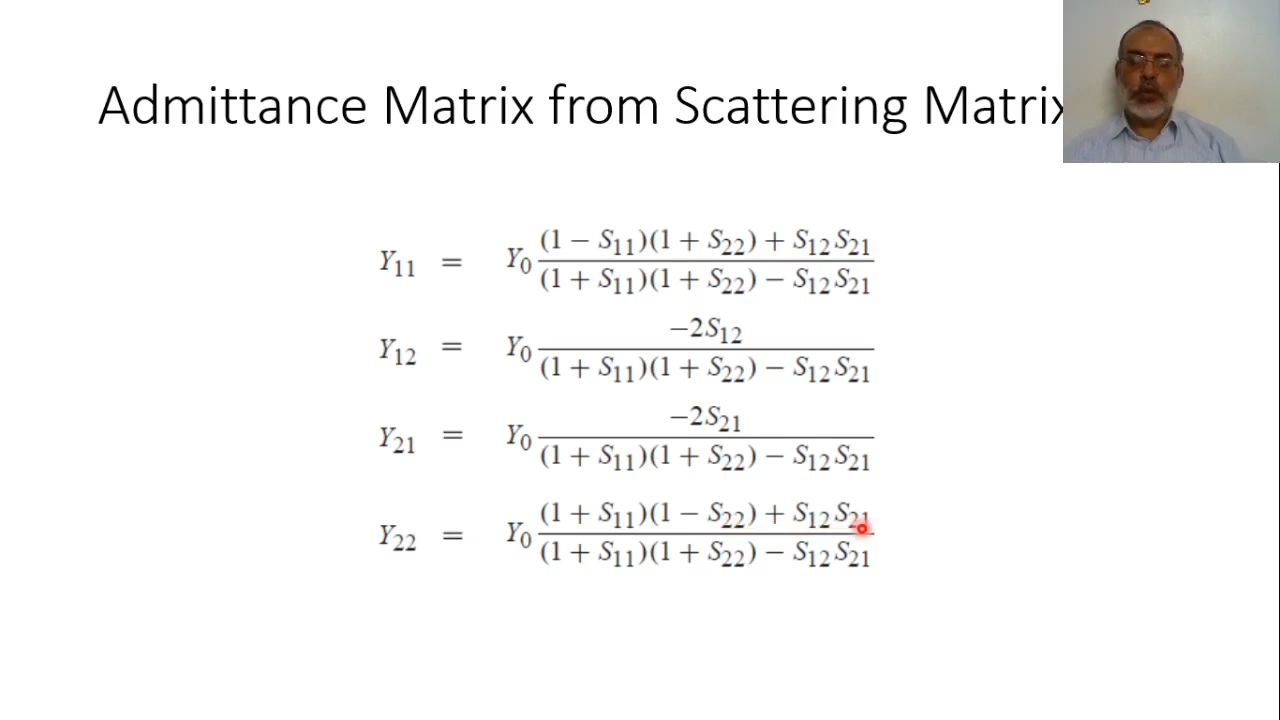 Admittance Matrix from Scattering Matrix
Y₁₁ = Y₀ (1 − S₁₁)(1 + S₂₂) + S₁₂S₂₁ / (1 + S₁₁)(1 + S₂₂) − S₁₂S₂₁
Y₁₂ = Y₀ −2S₁₂ / (1 + S₁₁)(1 + S₂₂) − S₁₂S₂₁
Y₂₁ = Y₀ −2S₂₁ / (1 + S₁₁)(1 + S₂₂) − S₁₂S₂₁
Y₂₂ = Y₀ (1 + S₁₁)(1 − S₂₂) + S₁₂S₂₁ / (1 + S₁₁)(1 + S₂₂) − S₁₂S₂₁